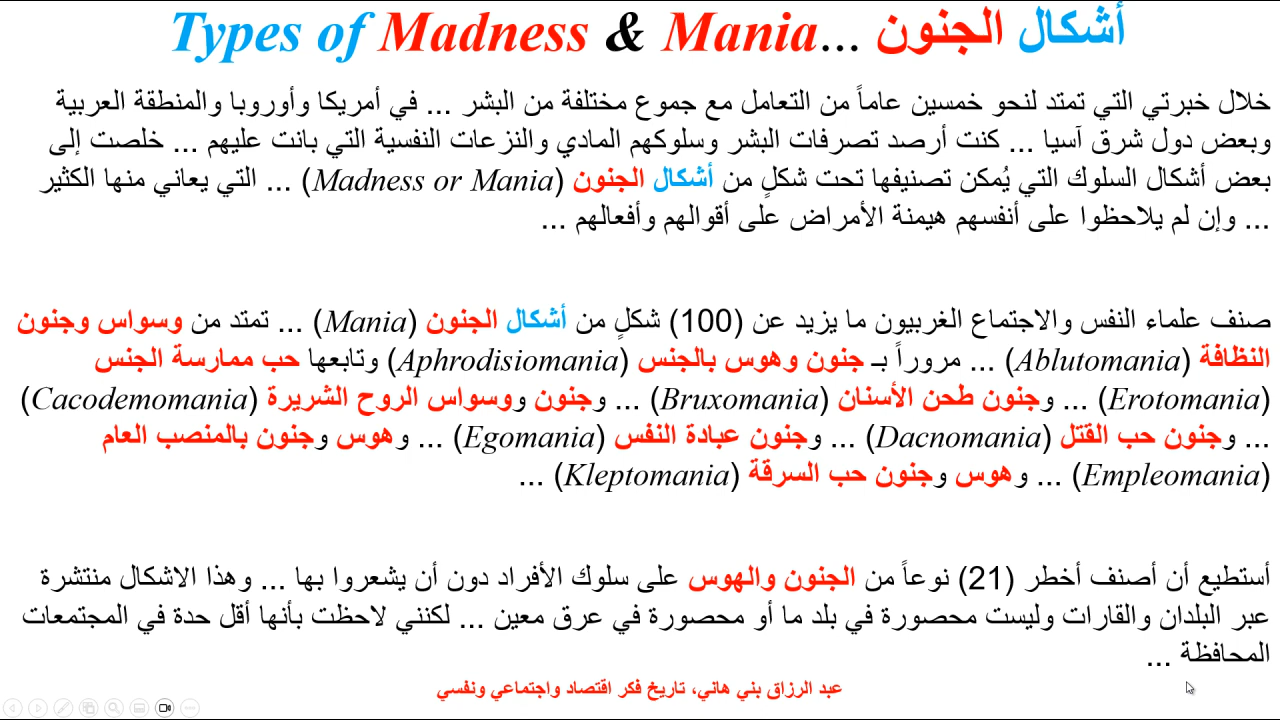 أشكال الجنون ...Types of Madness & Mania
خلال خبرتي التي تمتد لنحو خمسين عاماً من التعامل مع جموع مختلفة من البشر ... في أمريكا وأوروبا والمنطقة العربية
وبعض دول شرق آسيا ... كنت أرصد تصرفات البشر وسلوكهم المادي والنزعات النفسية التي بانت عليهم ... خلصت إلى
بعض أشكال السلوك التي يُمكن تصنيفها تحت شكلٍ من أشكال الجنون (Madness or Mania) ... التي يعاني منها الكثير
... وإن لم يلاحظوا على أنفسهم هيمنة الأمراض على أقوالهم وأفعالهم ...
صنف علماء النفس والاجتماع الغربيون ما يزيد عن (100) شكلٍ من أشكال الجنون (Mania) ... تمتد من وسواس وجنون
النظافة (Ablutomania) ... مروراً بـ جنون وهوس بالجنس (Aphrodisiomania) وتابعها حب ممارسة الجنس
(Erotomania) ... وجنون طحن الأسنان (Bruxomania) ... وجنون ووسواس الروح الشريرة (Cacodemomania)
... وجنون حب القتل (Dacnomania) ... وجنون عبادة النفس (Egomania) ... وهوس وجنون بالمنصب العام
(Empleomania) ... وهوس وجنون حب السرقة (Kleptomania) ...
أستطيع أن أصنف أخطر (21) نوعاً من الجنون والهوس على سلوك الأفراد دون أن يشعروا بها ... وهذا الاشكال منتشرة
عبر البلدان والقارات وليست محصورة في بلد ما أو محصورة في عرق معين ... لكنني لاحظت بأنها أقل حدة في المجتمعات
المحافظة ...
عبد الرزاق بني هاني، تاريخ فكر اقتصاد واجتماعي ونفسي